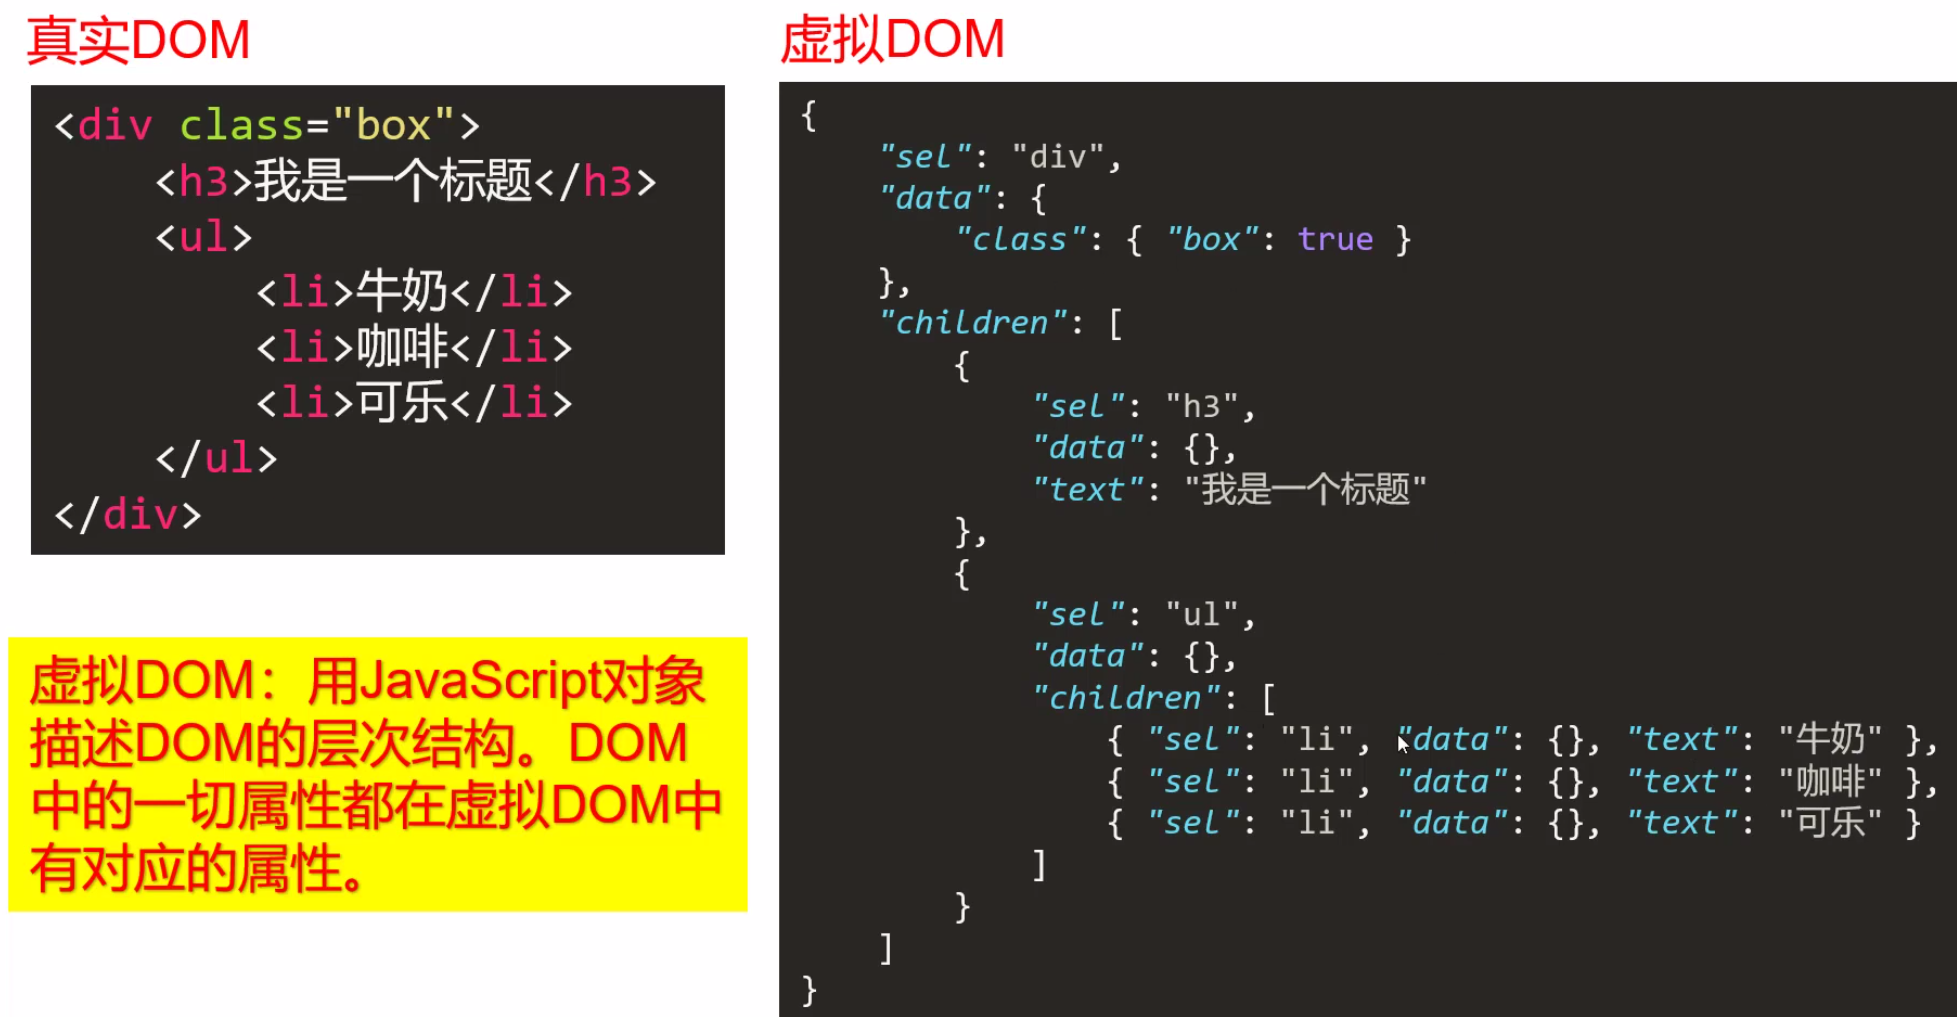 真实DOM
<div class="box">
<h3>我是一个标题</h3>
<ul>
<li>牛奶</li>
<li>咖啡</li>
<li>可乐</li>
</ul>
</div>
虚拟DOM：用JavaScript对象
描述DOM的层次结构。DOM
中的一切属性都在虚拟DOM中
有对应的属性。
虚拟DOM
{
"sel": "div",
"data": {
"class": { "box": true }
},
"children": [
{
"sel": "h3",
"data": {},
"text": "我是一个标题"
},
{
"sel": "ul",
"data": {},
"children": [
{ "sel": "li", "data": {}, "text": "牛奶" },
{ "sel": "li", "data": {}, "text": "咖啡" },
{ "sel": "li", "data": {}, "text": "可乐" }
]
}
]
}